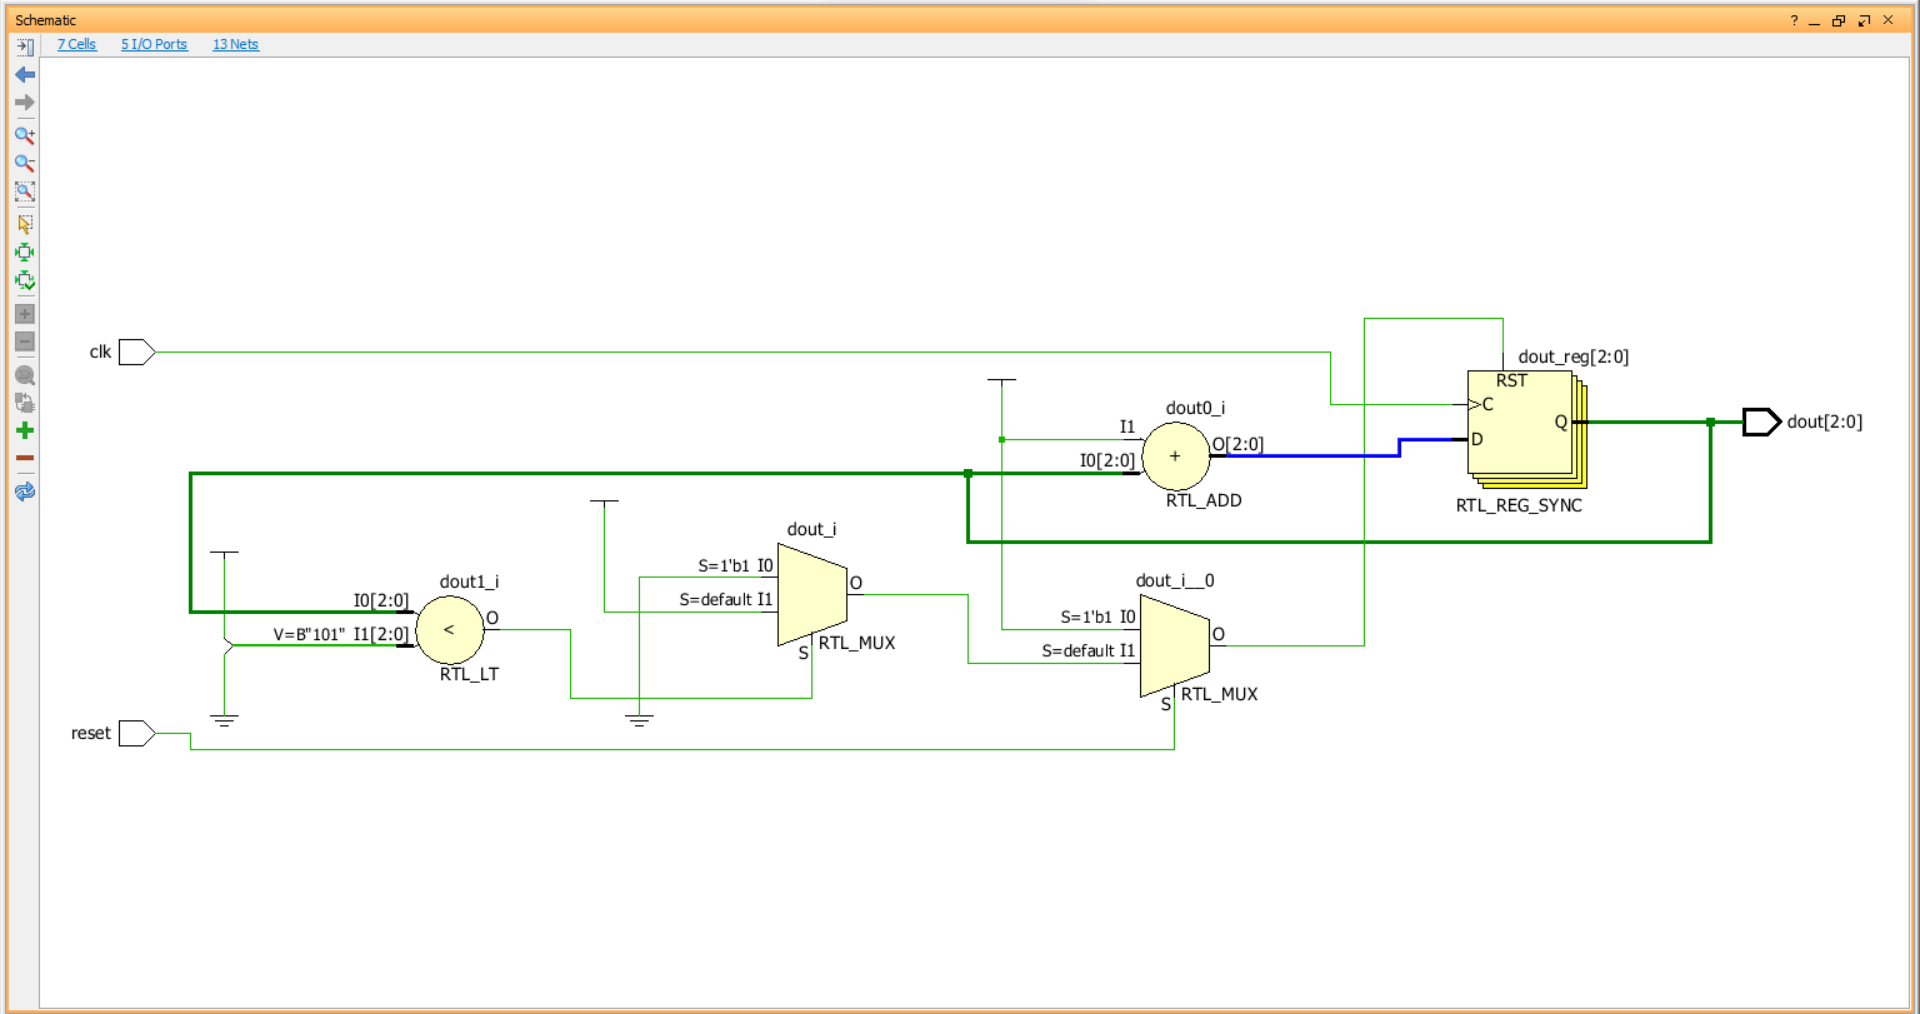 Schematic
7 Cells 5 I/O Ports 13 Nets
clk
dout_reg[2:0]
RST
C
dout0_i
I1
O[2:0]
Q
dout[2:0]
D
I0[2:0]
+
RTL_ADD
RTL_REG_SYNC
dout_i
S=1'b1 I0
O
S=default I1
S
RTL_MUX
dout1_i
I0[2:0]
O
V=B"101" I1[2:0]
<
RTL_LT
dout_i__0
S=1'b1 I0
O
S=default I1
S
RTL_MUX
reset